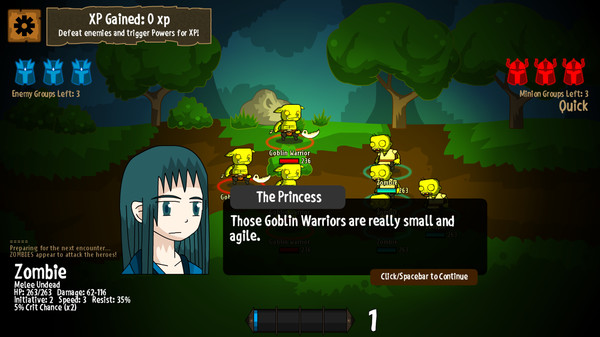 XP Gained: 0 xp
Defeat enemies and trigger Powers for XP!
Enemy Groups Left: 3
Minion Groups Left: 3
Quick
Goblin Warrior
236
Zombie
263
The Princess
Those Goblin Warriors are really small and
agile.
Click/Spacebar to Continue
Preparing for the next encounter...
ZOMBIES appear to attack the heroes!
Zombie
Melee Undead
HP: 263/263 Damage: 62-116
Initiative: 2 Speed: 3 Resist: 35%
5% Crit Chance (x2)
1